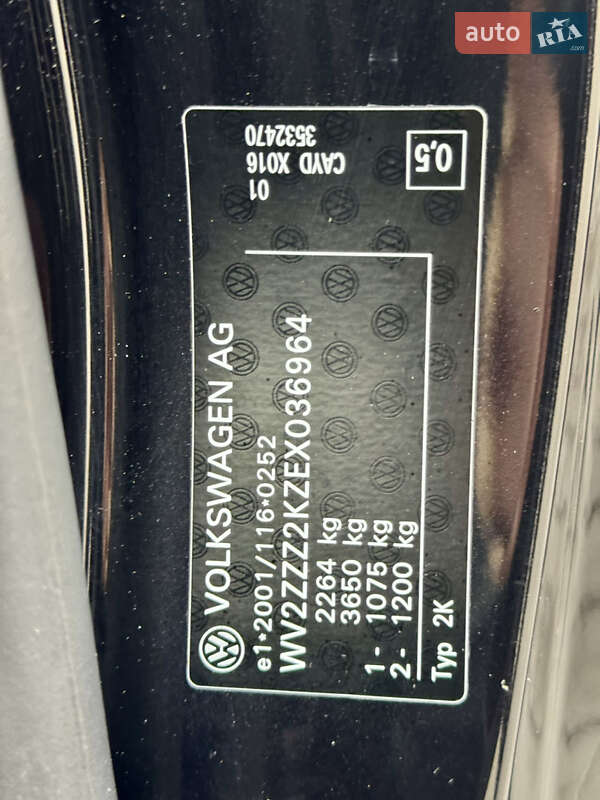 auto RIA.com
VOLKSWAGEN AG
e1*2001/116*0252
WV2ZZZ2KZEX036964
2264 kg
3650 kg
1- 1075 kg
2- 1200 kg
Typ 2K
01
CAYD X016
3532470
0,5